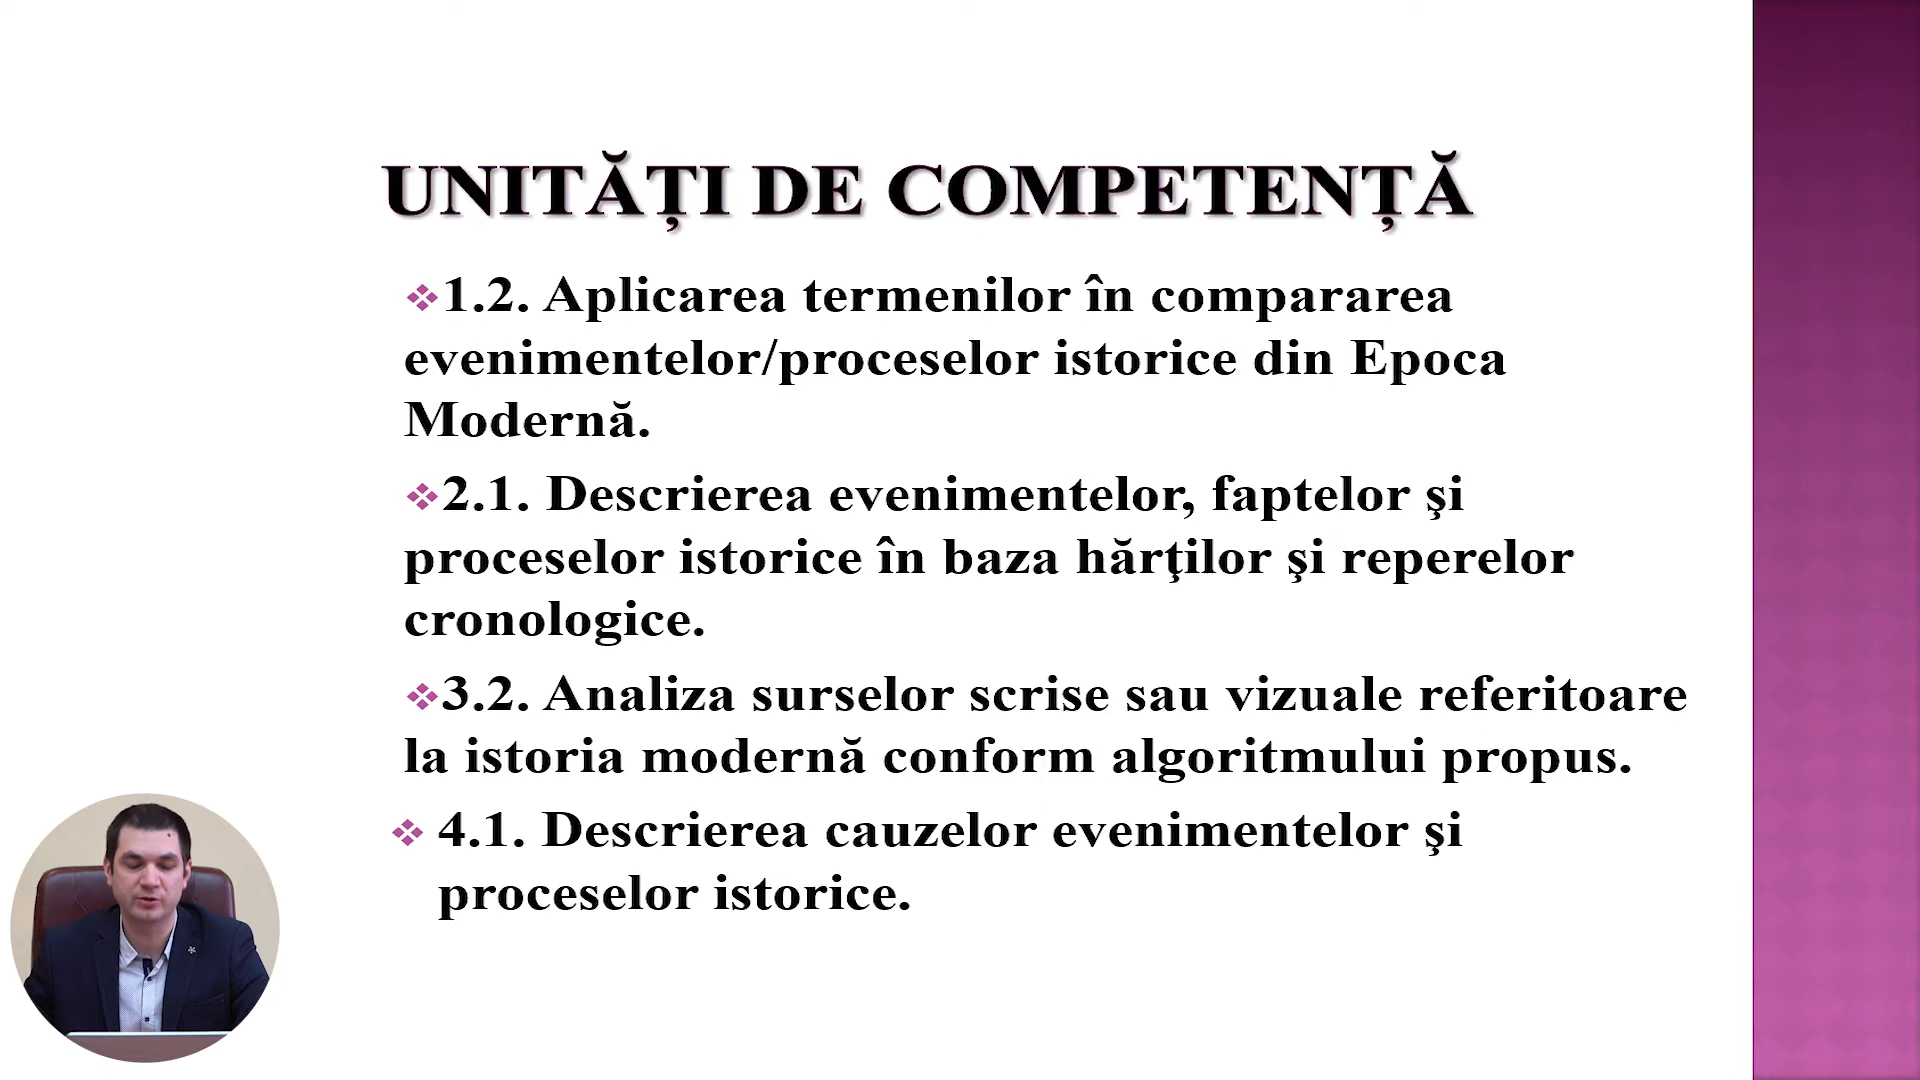 UNITĂȚI DE COMPETENȚĂ
1.2. Aplicarea termenilor în compararea
evenimentelor/proceselor istorice din Epoca
Modernă.
2.1. Descrierea evenimentelor, faptelor şi
proceselor istorice în baza hărţilor şi reperelor
cronologice.
3.2. Analiza surselor scrise sau vizuale referitoare
la istoria modernă conform algoritmului propus.
4.1. Descrierea cauzelor evenimentelor şi
proceselor istorice.